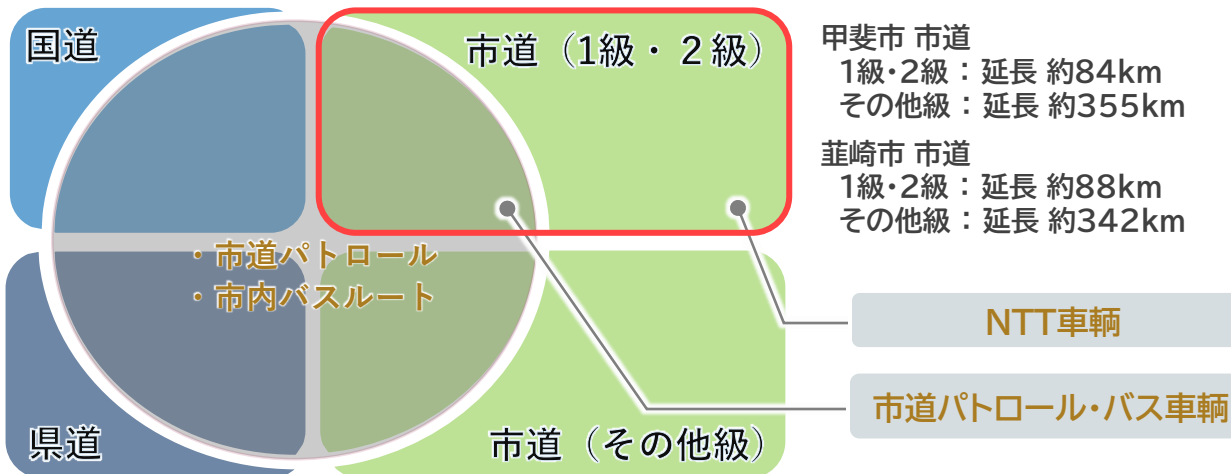 国道
市道（1級・２級）
・市道パトロール
・市内バスルート
県道
市道（その他級）
甲斐市 市道
1級・2級：延長 約84km
その他級：延長 約355km
韮崎市 市道
1級・2級：延長 約88km
その他級：延長 約342km
NTT車輌
市道パトロール・バス車輌